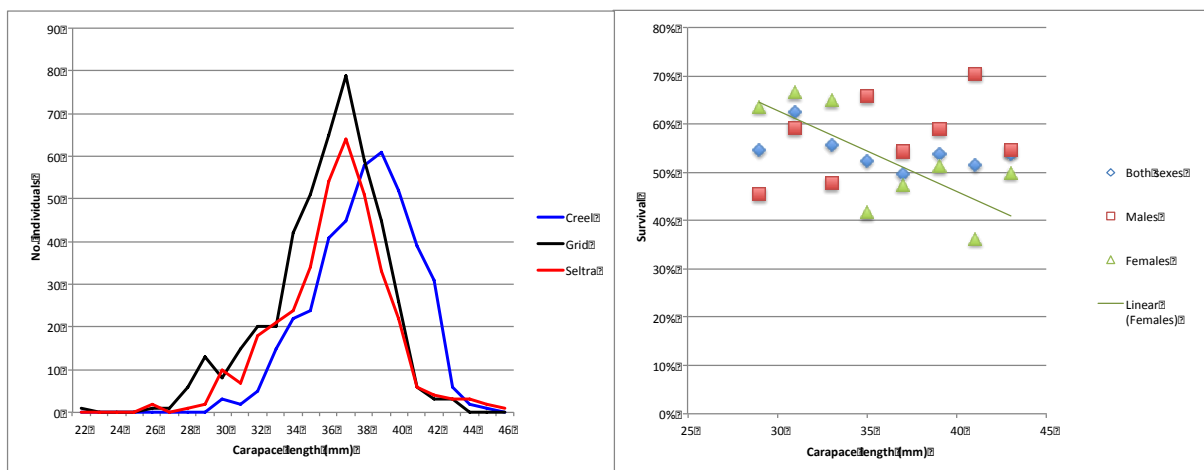 90
80
70
60
50
40
30
20
10
0
No. Individuals
22 24 26 28 30 32 34 36 38 40 42 44 46
Carapace length (mm)
Creel
Grid
Seltra
80%
70%
60%
50%
40%
30%
20%
10%
0%
Survival
25 30 35 40 45
Carapace length (mm)
Both sexes
Males
Females
Linear
(Females)